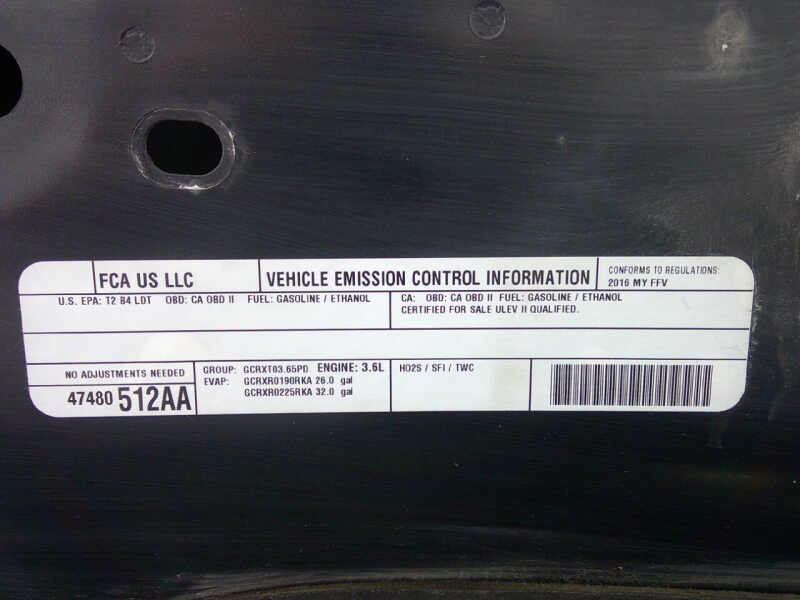 FCA US LLC
VEHICLE EMISSION CONTROL INFORMATION
CONFORMS TO REGULATIONS:
2016 MY FFV
U.S. EPA: T2 B4 LDT OBD: CA OBD II FUEL: GASOLINE / ETHANOL
CA: OBD: CA OBD II FUEL: GASOLINE / ETHANOL
CERTIFIED FOR SALE ULEV II QUALIFIED.
NO ADJUSTMENTS NEEDED
47480 512AA
GROUP: GCRXT03.65PD ENGINE: 3.6L
EVAP: GCRXR0190RKA 26.0 gal
GCRXR0225RKA 32.0 gal
HO2S / SFI / TWC